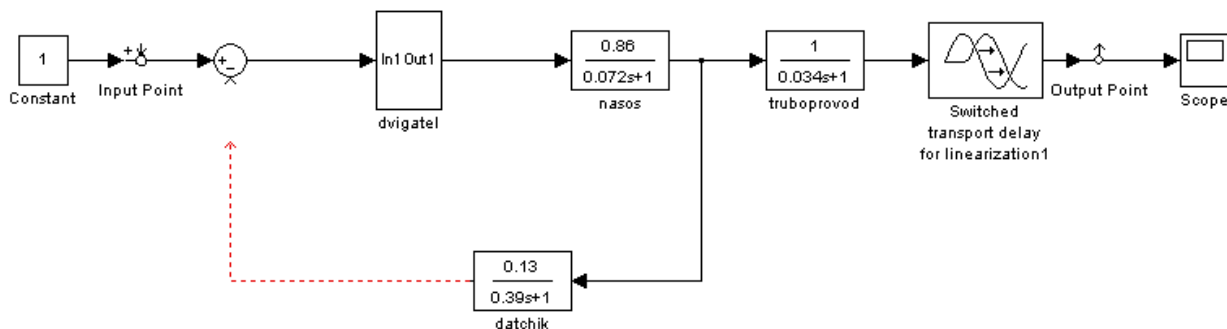 1
Constant
Input Point
In1 Out1
dvigatel
0.86
0.072s+1
nasos
1
0.034s+1
truboprovod
Switched
transport delay
for linearization1
Output Point
Scope
0.13
0.39s+1
datchik